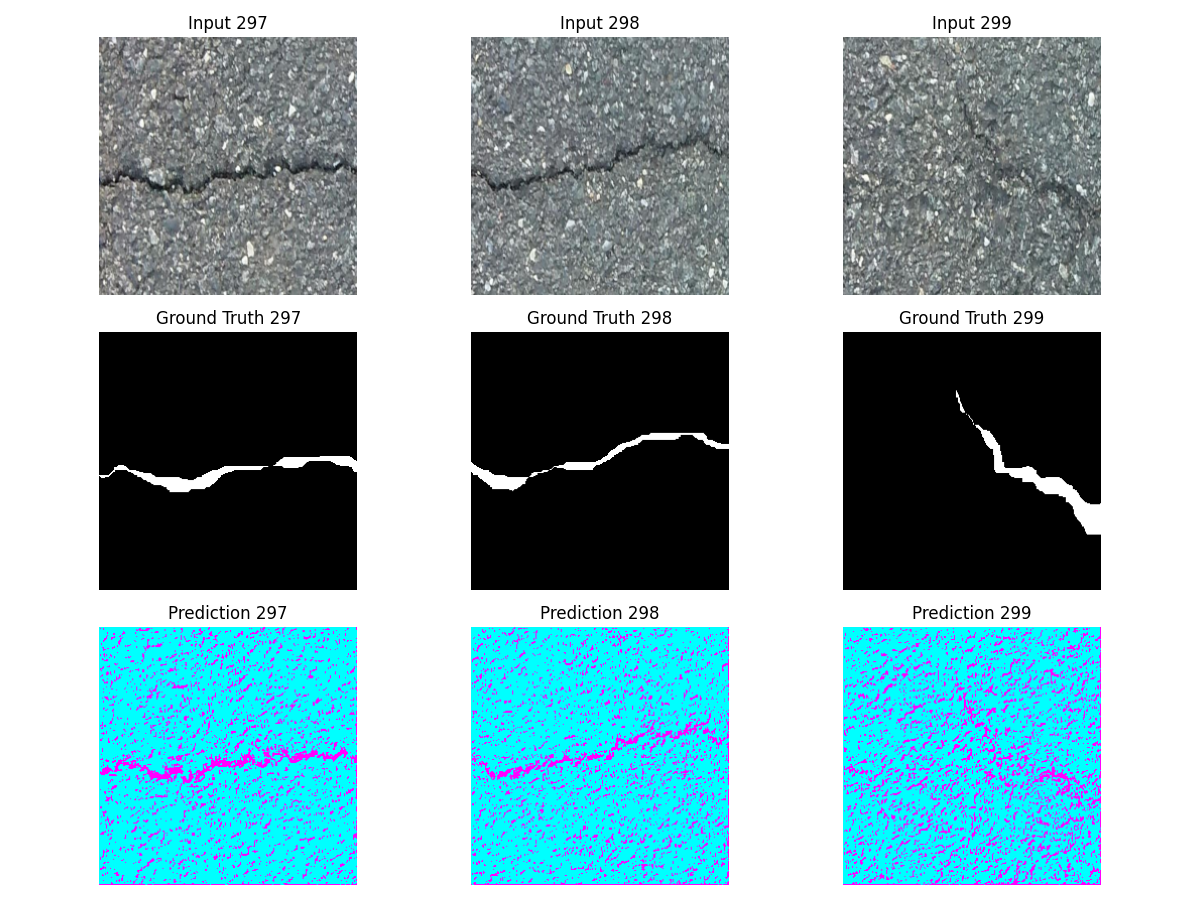 Input 297
Input 298
Input 299
Ground Truth 297
Ground Truth 298
Ground Truth 299
Prediction 297
Prediction 298
Prediction 299